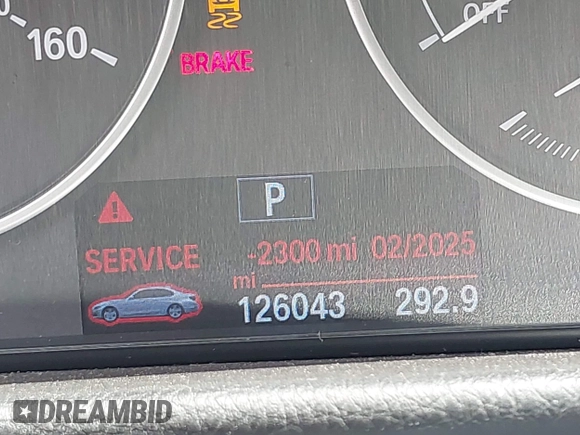 160
OFF
BRAKE
P
SERVICE -2300 mi 02/2025
mi
126043 292.9
DREAMBID